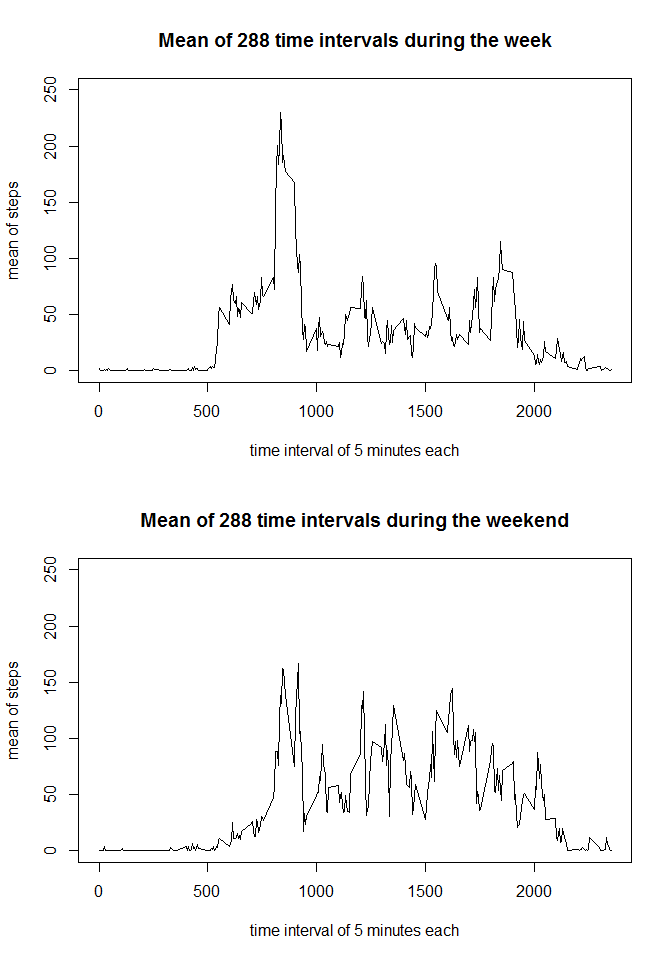 Mean of 288 time intervals during the week
250
200
150
100
50
0
mean of steps
0 500 1000 1500 2000
time interval of 5 minutes each
Mean of 288 time intervals during the weekend
250
200
150
100
50
0
mean of steps
0 500 1000 1500 2000
time interval of 5 minutes each